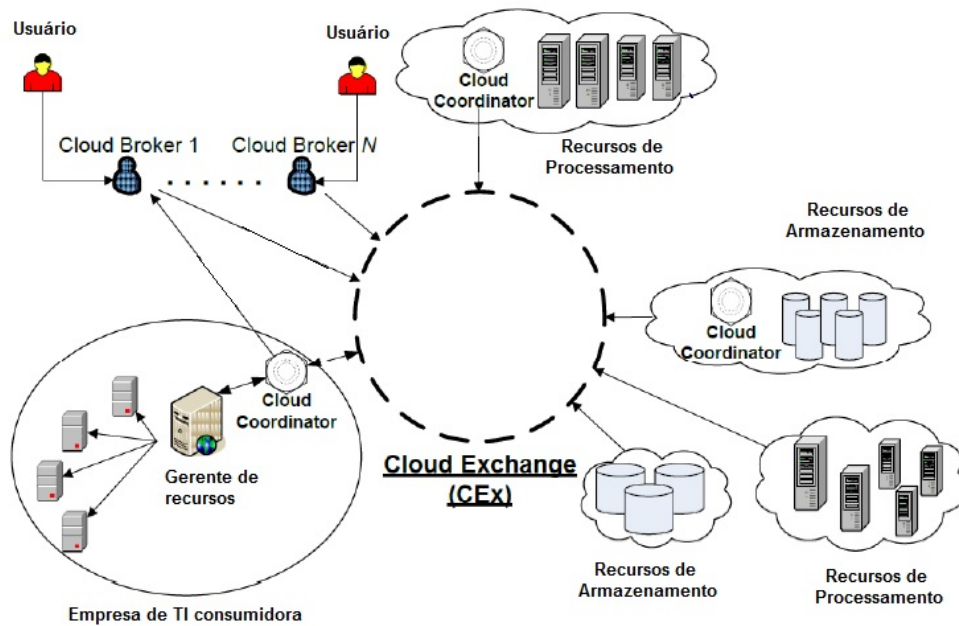 Usuário
Usuário
Cloud
Coordinator
Recursos de
Processamento
Cloud Broker 1
Cloud Broker N
Recursos de
Armazenamento
Cloud
Coordinator
Cloud
Coordinator
Gerente de
recursos
Cloud Exchange
(CEx)
Recursos de
Armazenamento
Recursos de
Processamento
Empresa de TI consumidora